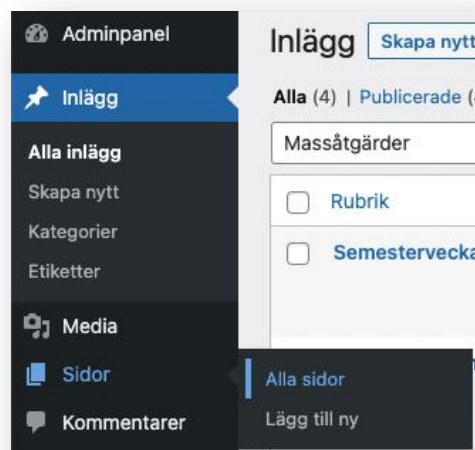 Adminpanel
Inlägg
Alla inlägg
Skapa nytt
Kategorier
Etiketter
Media
Sidor
Kommentarer
Alla sidor
Lägg till ny
Inlägg Skapa nytt
Alla (4) | Publicerade (
Massåtgärder
Rubrik
Semestervecka